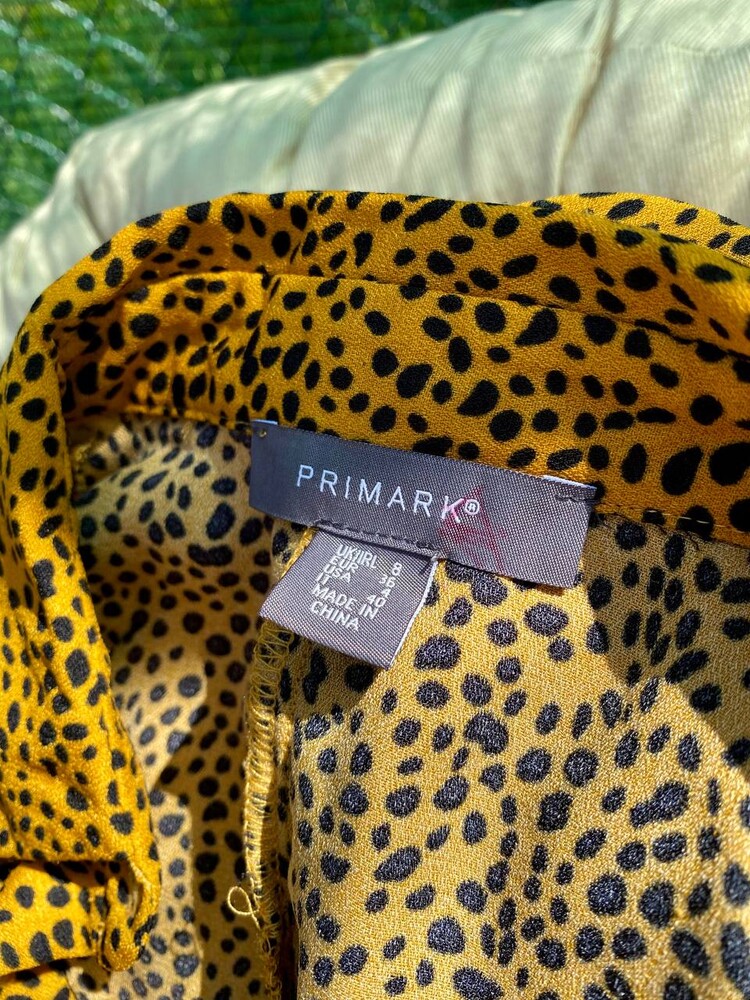 PRIMARK®
UK/IRL 8
EUR 36
USA 4
IT 40
MADE IN
CHINA